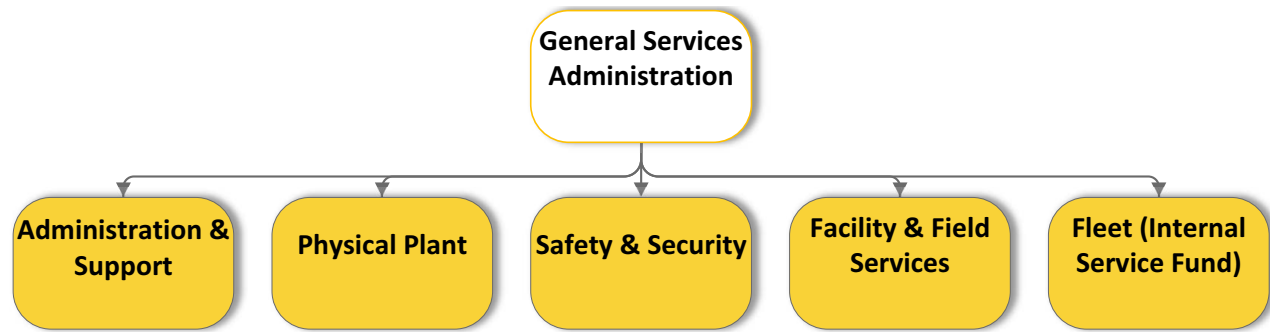 General Services
Administration
Administration &
Support
Physical Plant
Safety & Security
Facility & Field
Services
Fleet (Internal
Service Fund)